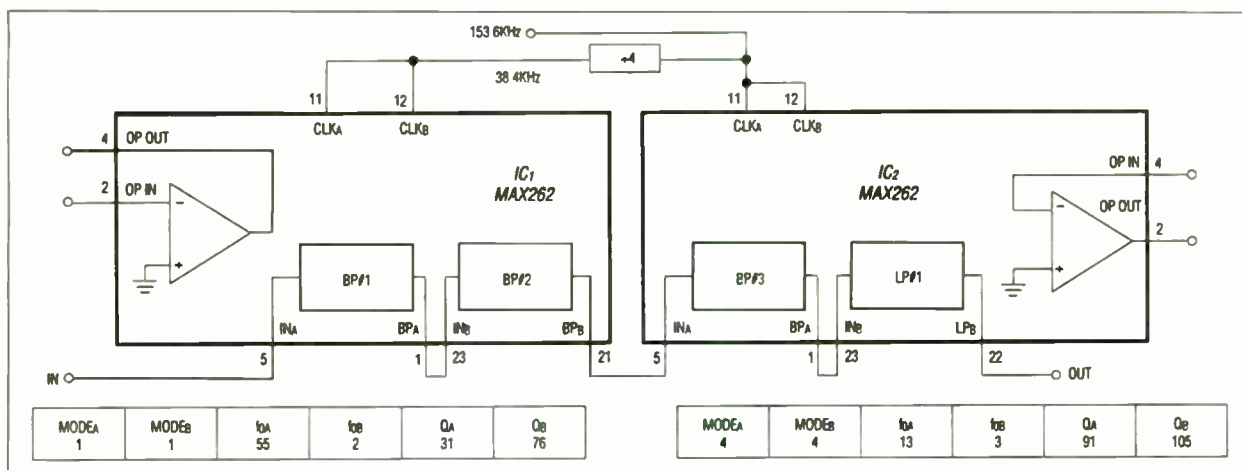 153.6KHz
÷4
38.4KHz
11 12 11 12
CLKA CLKB CLKA CLKB
4 OP OUT
2 OP IN
IC1
MAX262
IC2
MAX262
OP IN 4
OP OUT
2
- + - +
BP#1 BP#2 BP#3 LP#1
INA BPA INB BPB INA BPA INB LPB
5 1 23 21 5 1 23 22
IN OUT
MODEA MODEB f0A f0B QA QB
1 1 55 2 31 76
MODEA MODEB f0A f0B QA QB
4 4 13 3 91 105